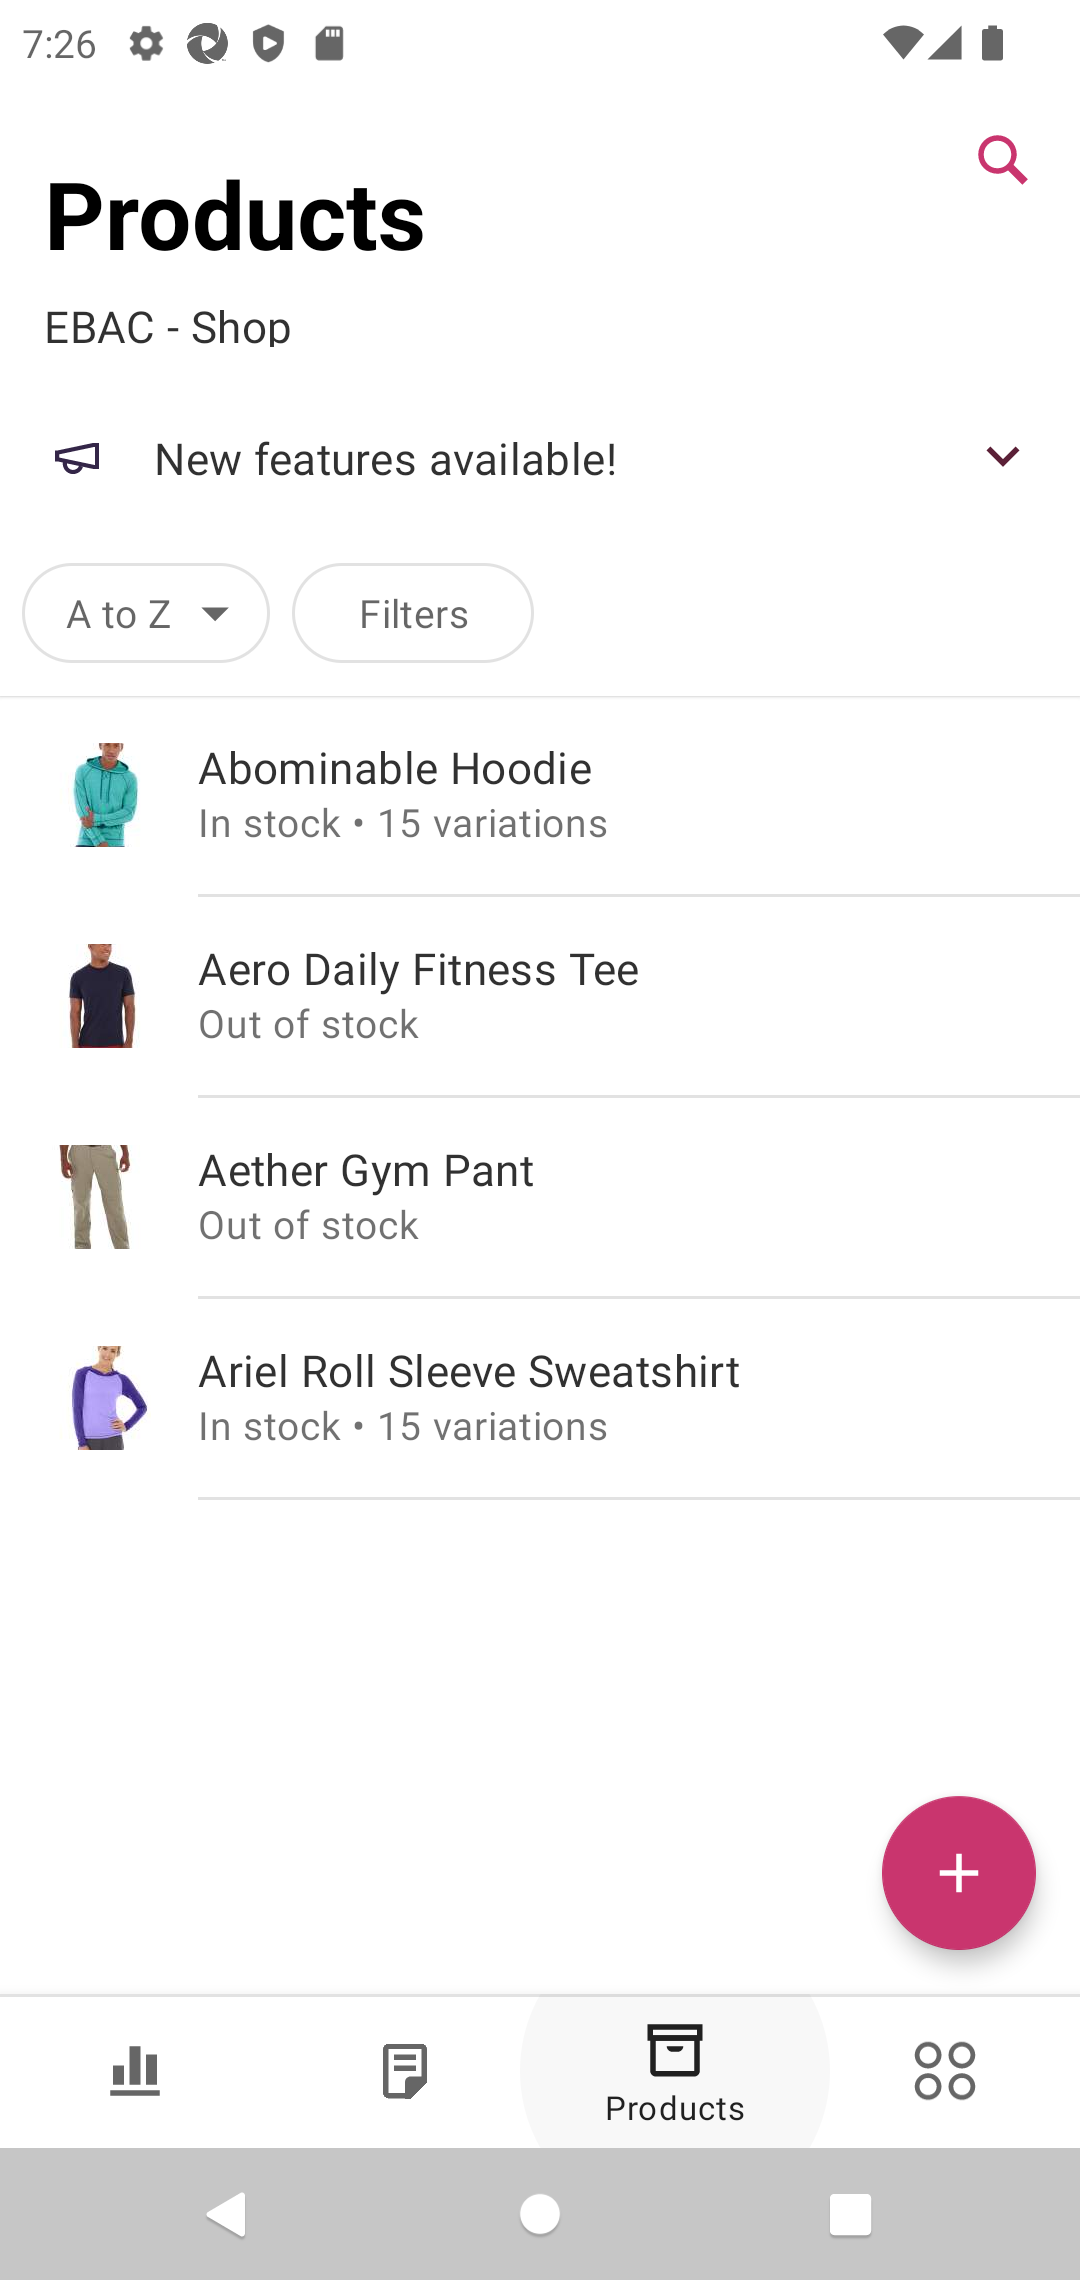 7:26
Products
EBAC - Shop
New features available!
A to Z
Filters
Abominable Hoodie
In stock • 15 variations
Aero Daily Fitness Tee
Out of stock
Aether Gym Pant
Out of stock
Ariel Roll Sleeve Sweatshirt
In stock • 15 variations
Products